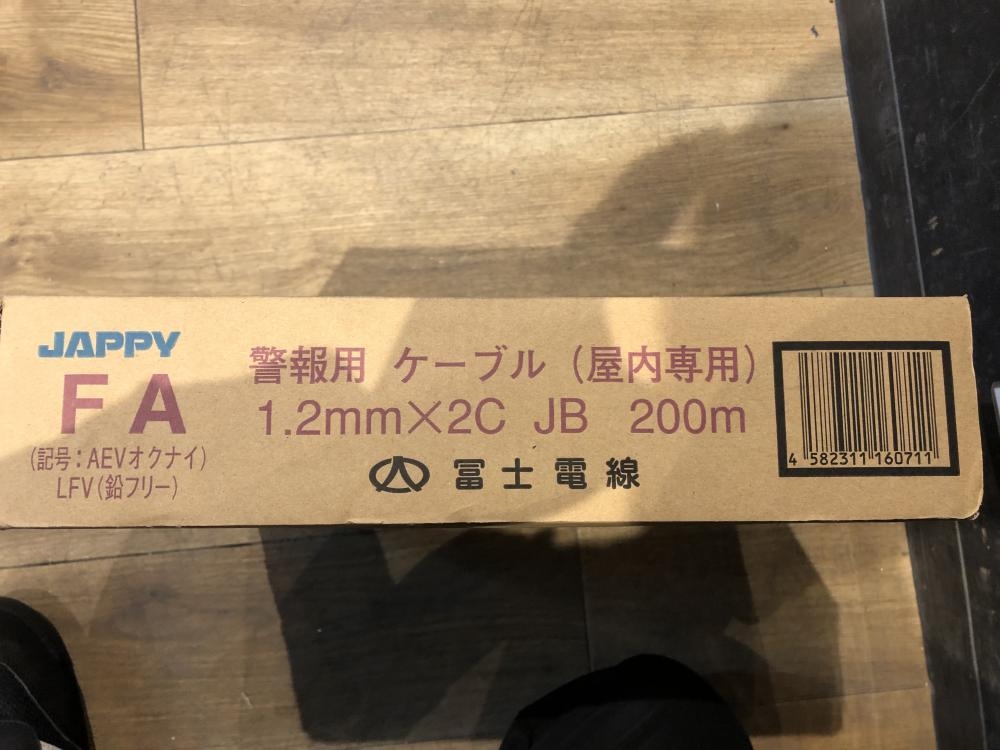 JAPPY
FA
(記号:AEVオクナイ)
LFV(鉛フリー)
警報用 ケーブル(屋内専用)
1.2mm×2C JB 200m
冨士電線
4 582311 160711